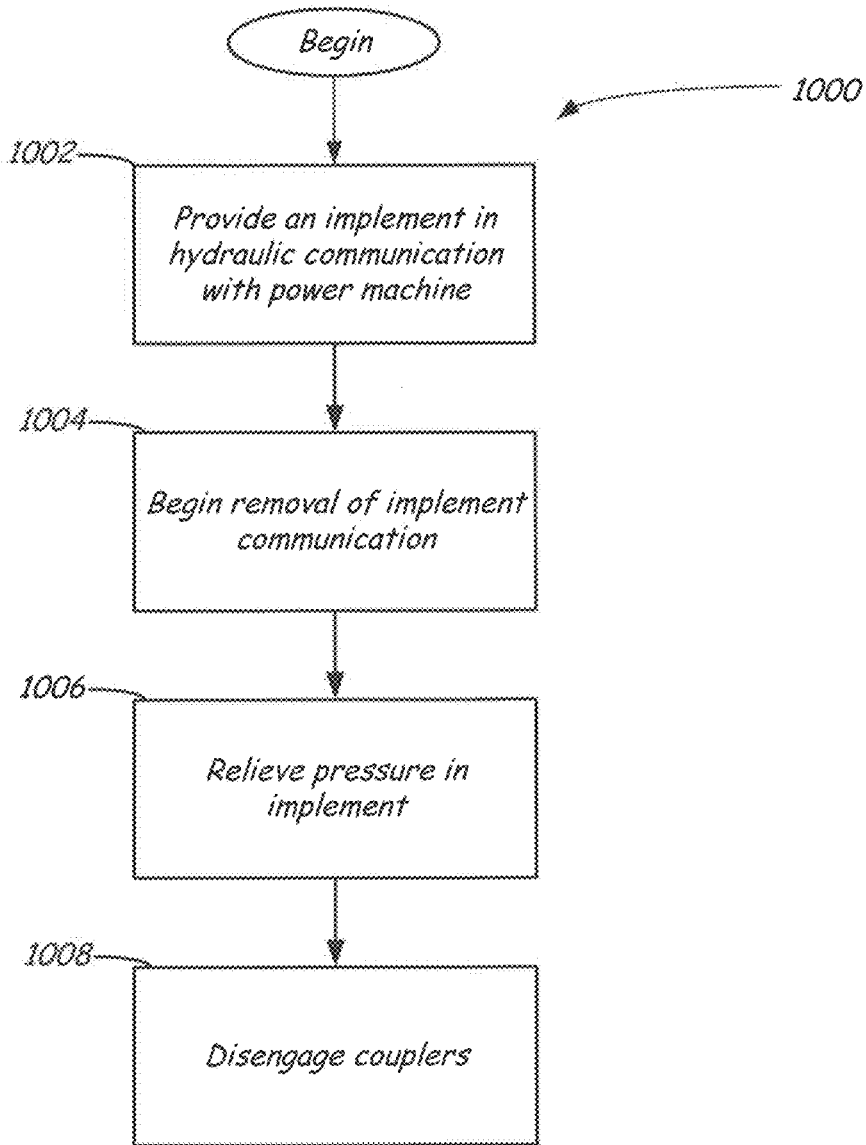 Begin
1000
1002
Provide an implement in
hydraulic communication
with power machine
1004
Begin removal of implement
communication
1006
Relieve pressure in
implement
1008
Disengage couplers